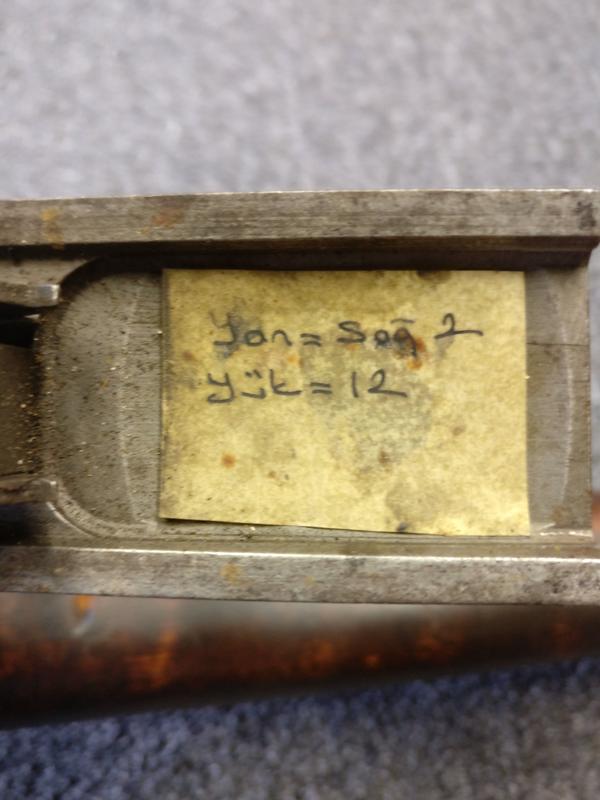 Yan = Sağ 2
Yük = 12